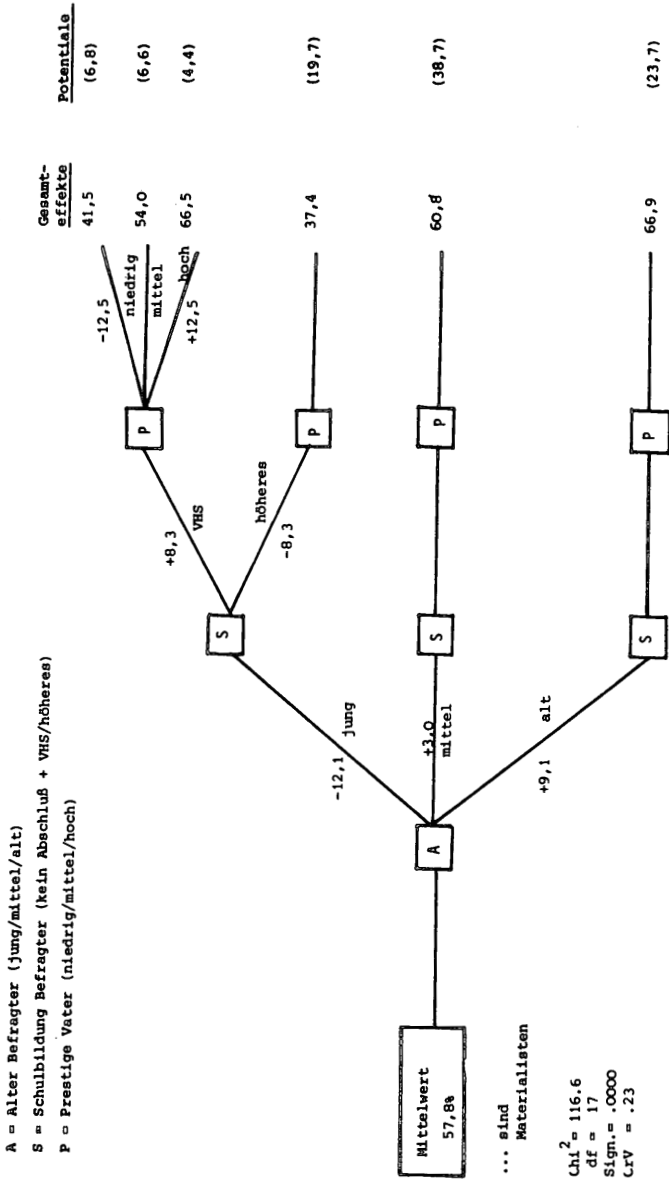 A = Alter Befragter (jung/mittel/alt)
S = Schulbildung Befragter (kein Abschluß + VHS/höheres)
P = Prestige Vater (niedrig/mittel/hoch)
Gesamt-
effekte
Potentiale
-12,5
niedrig
41,5
(6,8)
mittel
54,0
(6,6)
hoch
+12,5
66,5
(4,4)
P
+8,3
VHS
S
höheres
-8,3
P
37,4
(19,7)
-12,1
jung
Mittelwert
57,8%
A
+3,0
mittel
S
P
60,8
(38,7)
+9,1
alt
S
P
66,9
(23,7)
... sind
Materialisten
Chi² = 116.6
df = 17
Sign.= .0000
CrV = .23